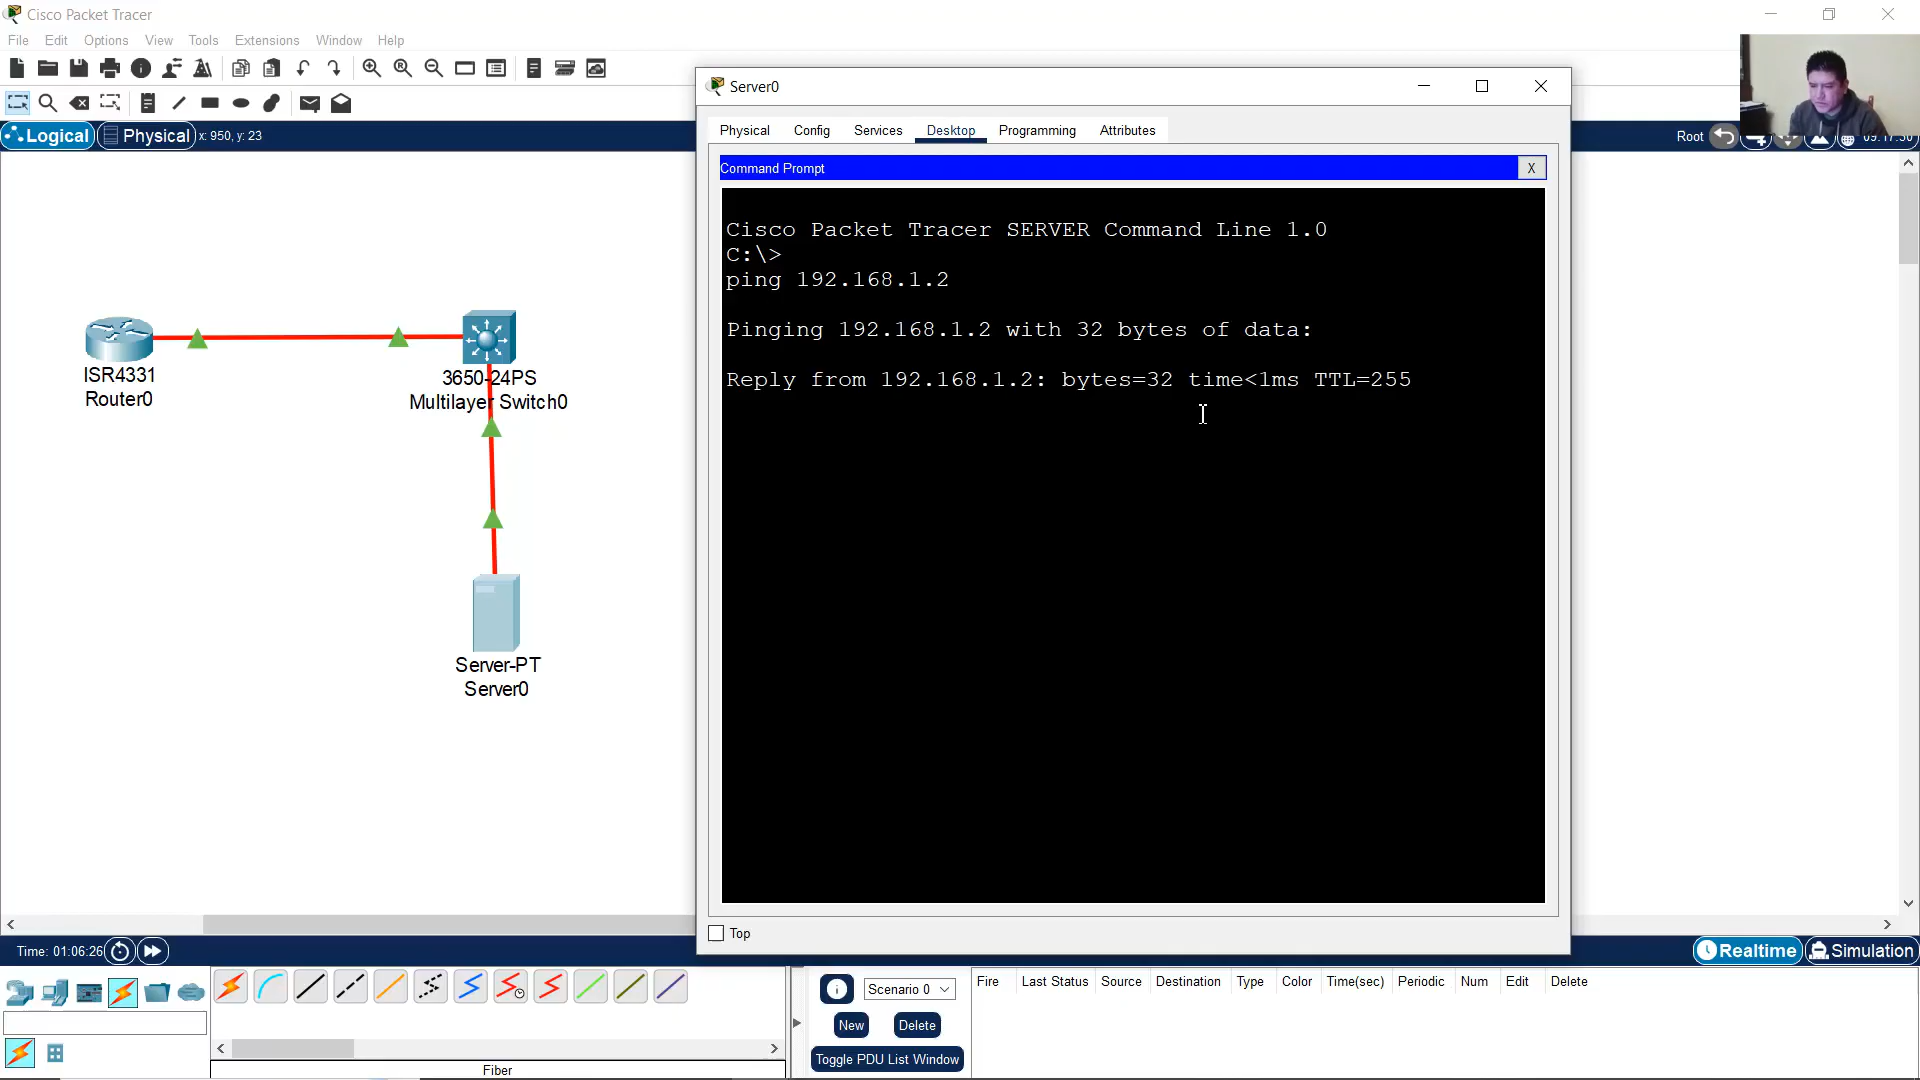 Cisco Packet Tracer
File Edit Options View Tools Extensions Window Help
Logical Physical x: 950, y: 23
Root
Server0
Physical Config Services Desktop Programming Attributes
Command Prompt
X
Cisco Packet Tracer SERVER Command Line 1.0
C:\>
ping 192.168.1.2
Pinging 192.168.1.2 with 32 bytes of data:
Reply from 192.168.1.2: bytes=32 time<1ms TTL=255
ISR4331
Router0
3650-24PS
Multilayer Switch0
Server-PT
Server0
Top
Time: 01:06:26
Realtime Simulation
Scenario 0
New Delete
Toggle PDU List Window
Fire Last Status Source Destination Type Color Time(sec) Periodic Num Edit Delete
Fiber